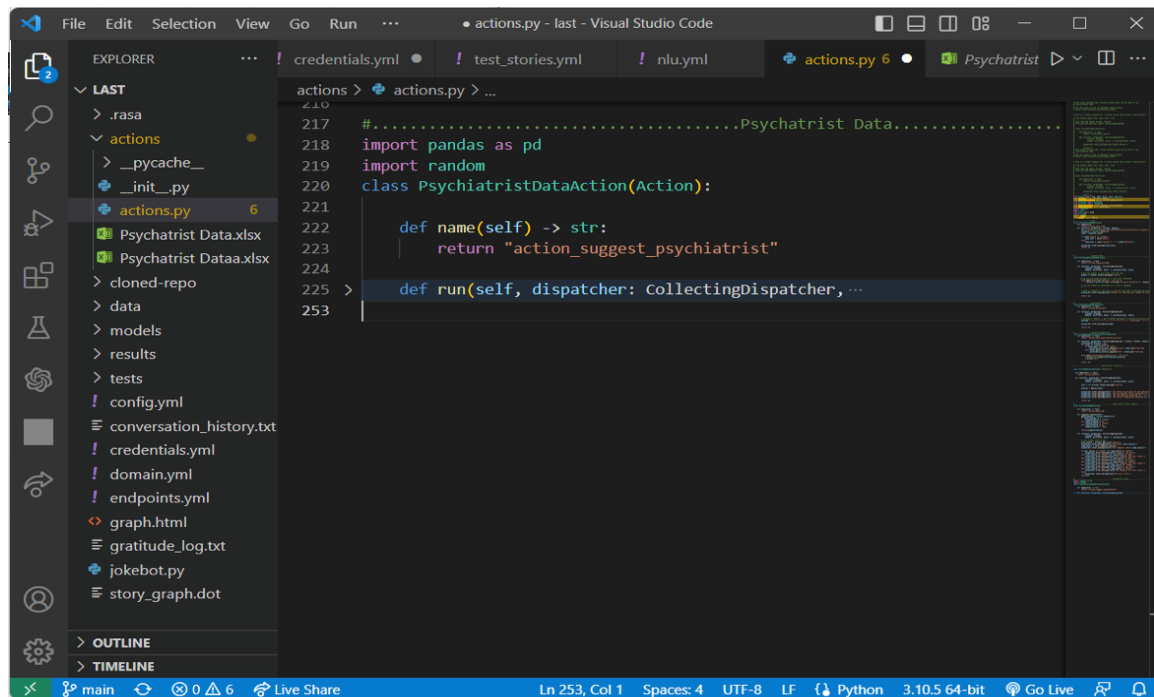 File Edit Selection View Go Run ··· ● actions.py - last - Visual Studio Code
EXPLORER ···
! credentials.yml ● ! test_stories.yml ! nlu.yml actions.py 6 ● Psychatrist
LAST
actions > actions.py > ...
.rasa
actions
__pycache__
__init__.py
actions.py 6
Psychatrist Data.xlsx
Psychatrist Dataa.xlsx
cloned-repo
data
models
results
tests
! config.yml
conversation_history.txt
! credentials.yml
! domain.yml
! endpoints.yml
<> graph.html
gratitude_log.txt
jokebot.py
story_graph.dot
OUTLINE
TIMELINE
2
216
217 #........................................Psychatrist Data..................
218 import pandas as pd
219 import random
220 class PsychiatristDataAction(Action):
221
222     def name(self) -> str:
223         return "action_suggest_psychiatrist"
224
225 >     def run(self, dispatcher: CollectingDispatcher,···
253
main 0 6 Live Share Ln 253, Col 1 Spaces: 4 UTF-8 LF Python 3.10.5 64-bit Go Live